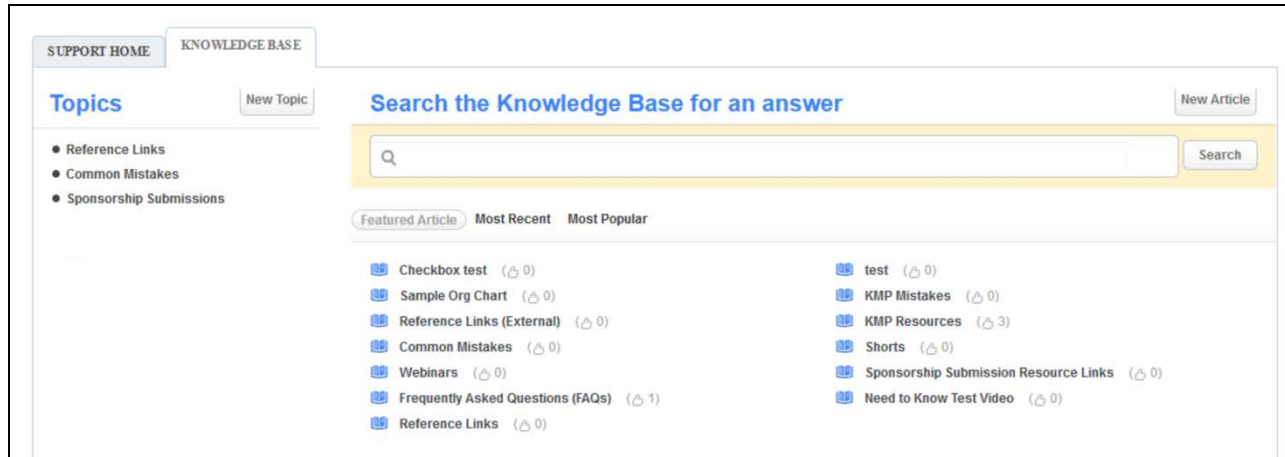 SUPPORT HOME
KNOWLEDGE BASE
Topics
New Topic
Reference Links
Common Mistakes
Sponsorship Submissions
Search the Knowledge Base for an answer
New Article
Search
Featured Article Most Recent Most Popular
Checkbox test (0)
Sample Org Chart (0)
Reference Links (External) (0)
Common Mistakes (0)
Webinars (0)
Frequently Asked Questions (FAQs) (1)
Reference Links (0)
test (0)
KMP Mistakes (0)
KMP Resources (3)
Shorts (0)
Sponsorship Submission Resource Links (0)
Need to Know Test Video (0)